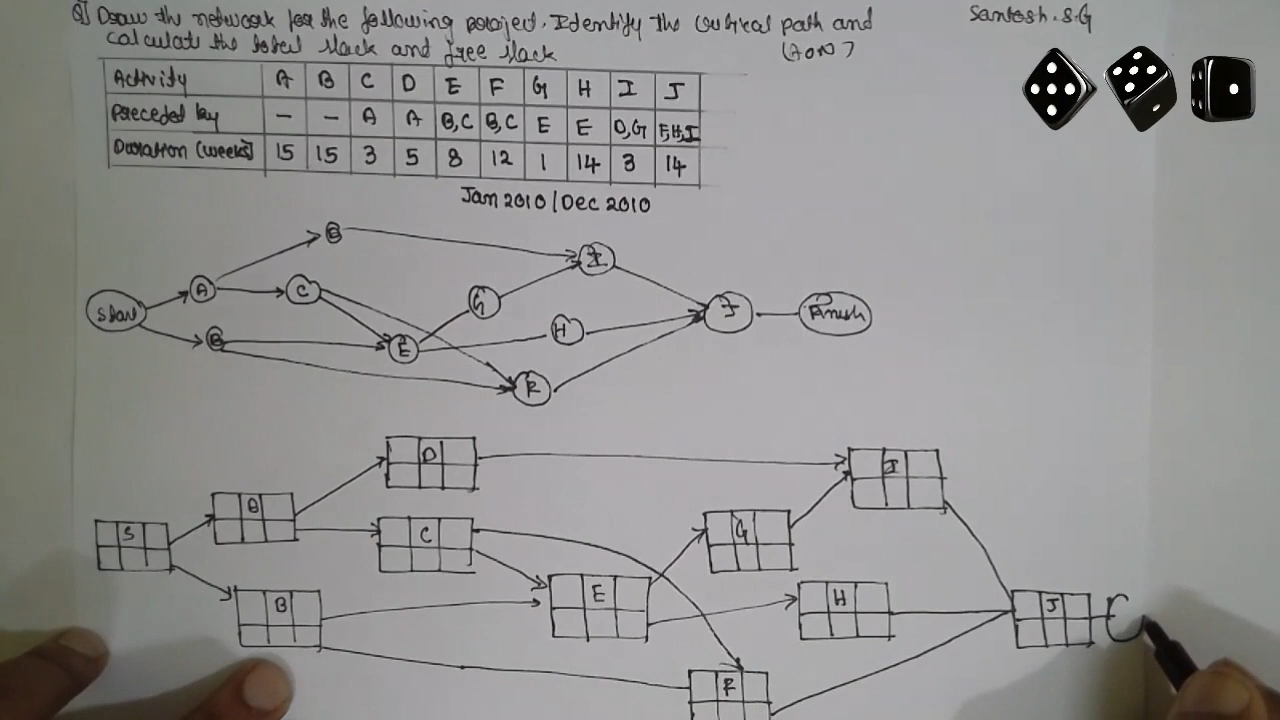 Q) Draw the network for the following project. Identify the critical path and
Santosh.S.G
calculate the total slack and free slack
(AON)
Activity A B C D E F G H I J
Preceded by – – A A B,C B,C E E D,G F,H,I
Duration (weeks) 15 15 3 5 8 12 1 14 3 14
Jan 2010 / Dec 2010
I
A C
Start G J Finish
B E H
F
D I
S A C G
B E H J
F